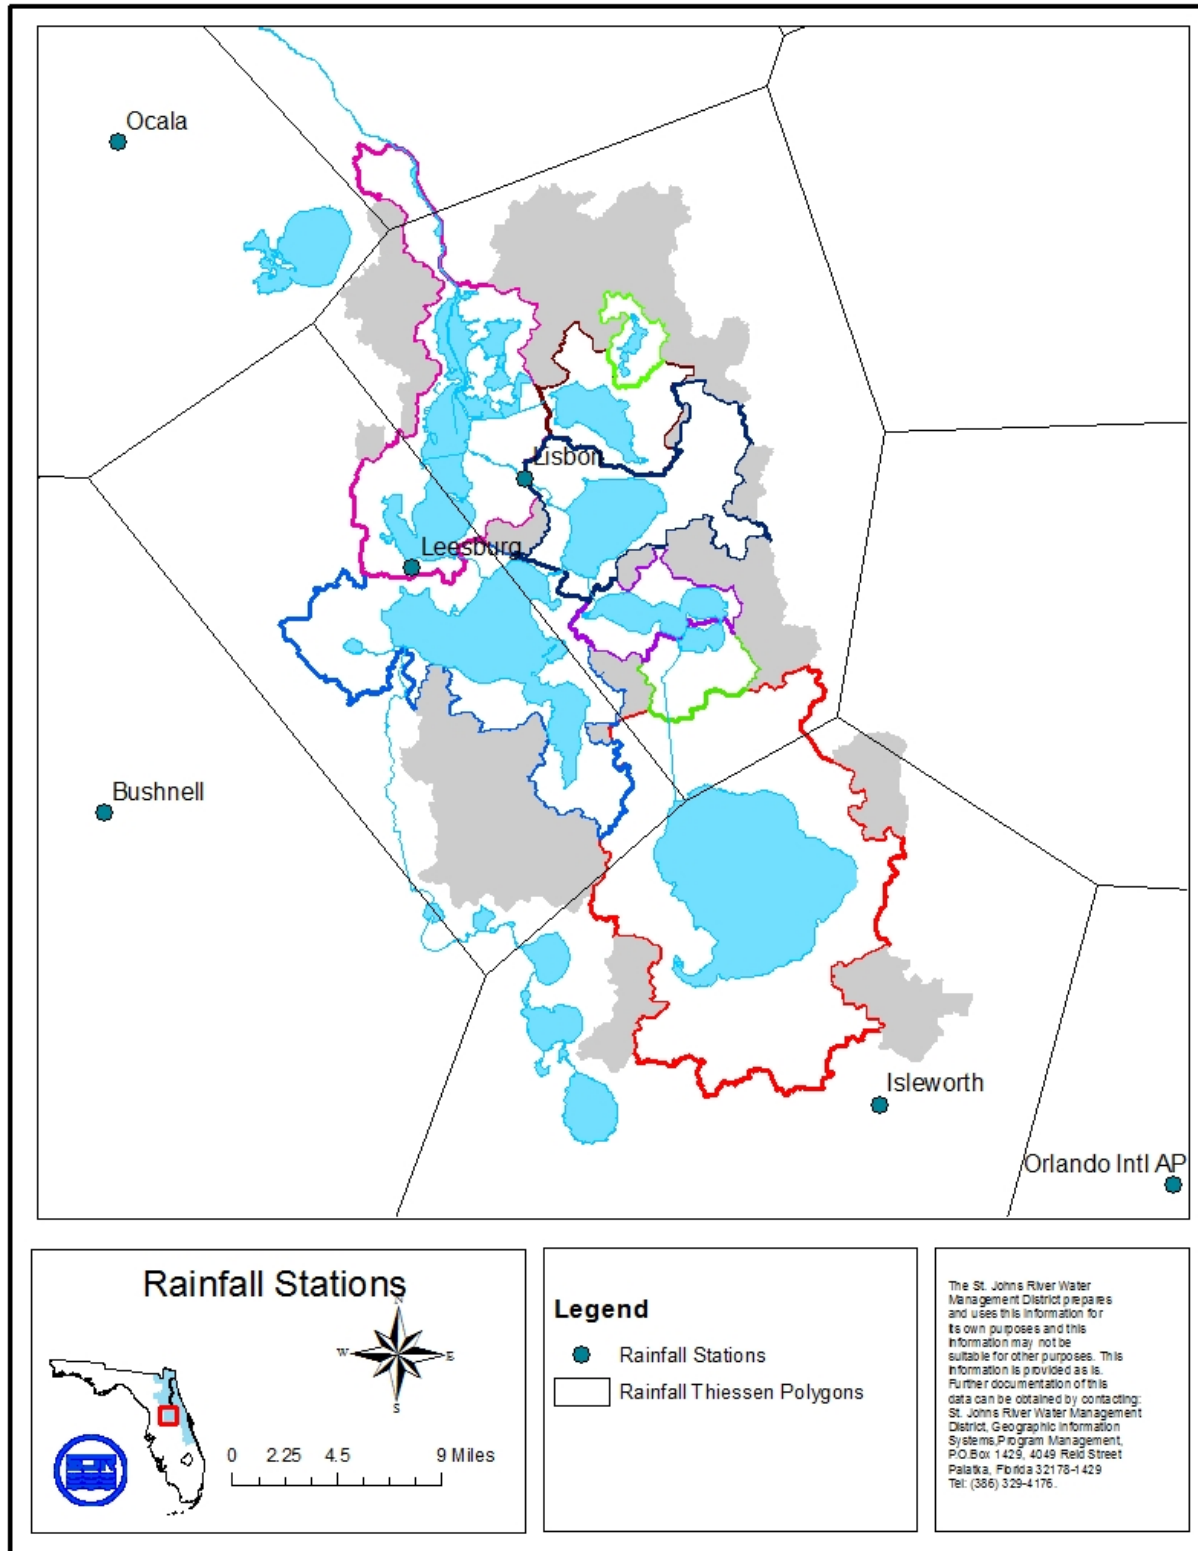 Ocala
Lisbon
Leesburg
Bushnell
Isleworth
Orlando Intl AP
Rainfall Stations
N
W
E
S
0 2.25 4.5 9 Miles
Legend
Rainfall Stations
Rainfall Thiessen Polygons
The St. Johns River Water
Management District prepares
and uses this information for
its own purposes and this
information may not be
suitable for other purposes. This
information is provided as is.
Further documentation of this
data can be obtained by contacting:
St. Johns River Water Management
District, Geographic Information
Systems,Program Management,
P.O.Box 1429, 4049 Reid Street
Palatka, Florida 32178-1429
Tel: (386) 329-4176.